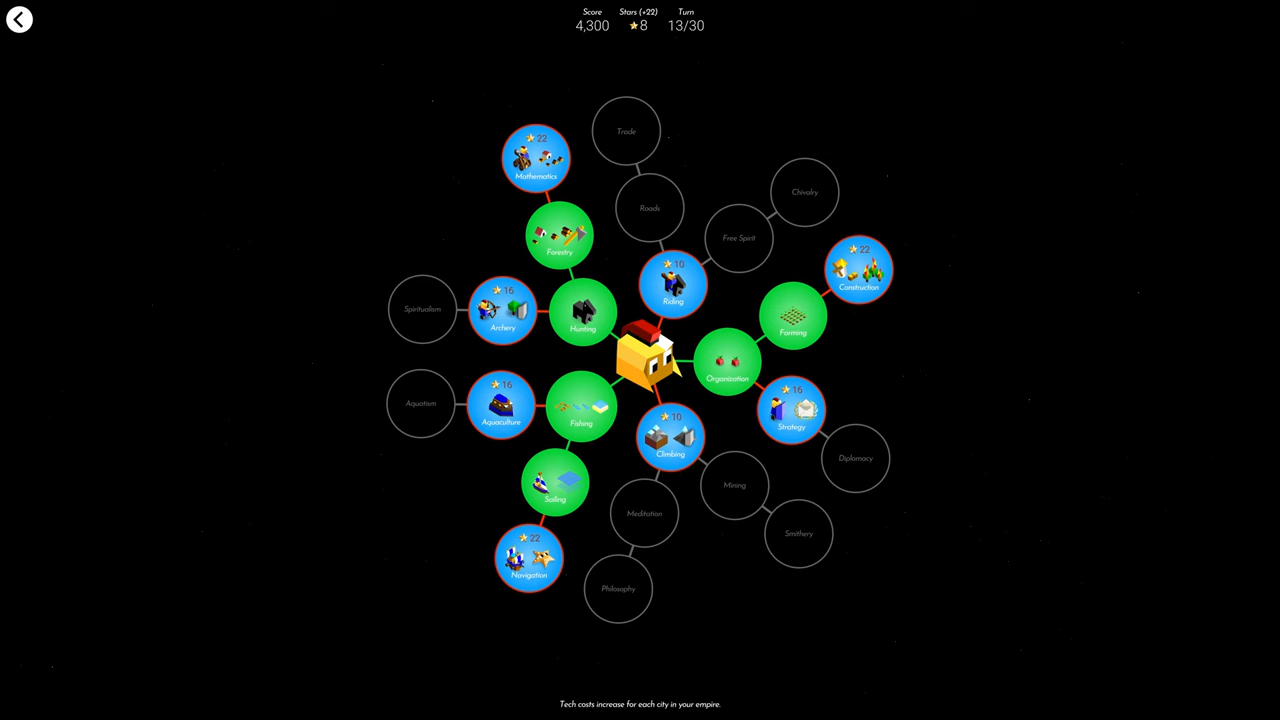 Score
4,300
Stars (+22)
8
Turn
13/30
Trade
22
Mathematics
Chivalry
Roads
Free Spirit
Forestry
22
Construction
10
Riding
Spiritualism
16
Archery
Hunting
Farming
Organization
16
Strategy
Aquatism
16
Aquaculture
Fishing
10
Climbing
Diplomacy
Mining
Sailing
Meditation
Smithery
22
Navigation
Philosophy
Tech costs increase for each city in your empire.